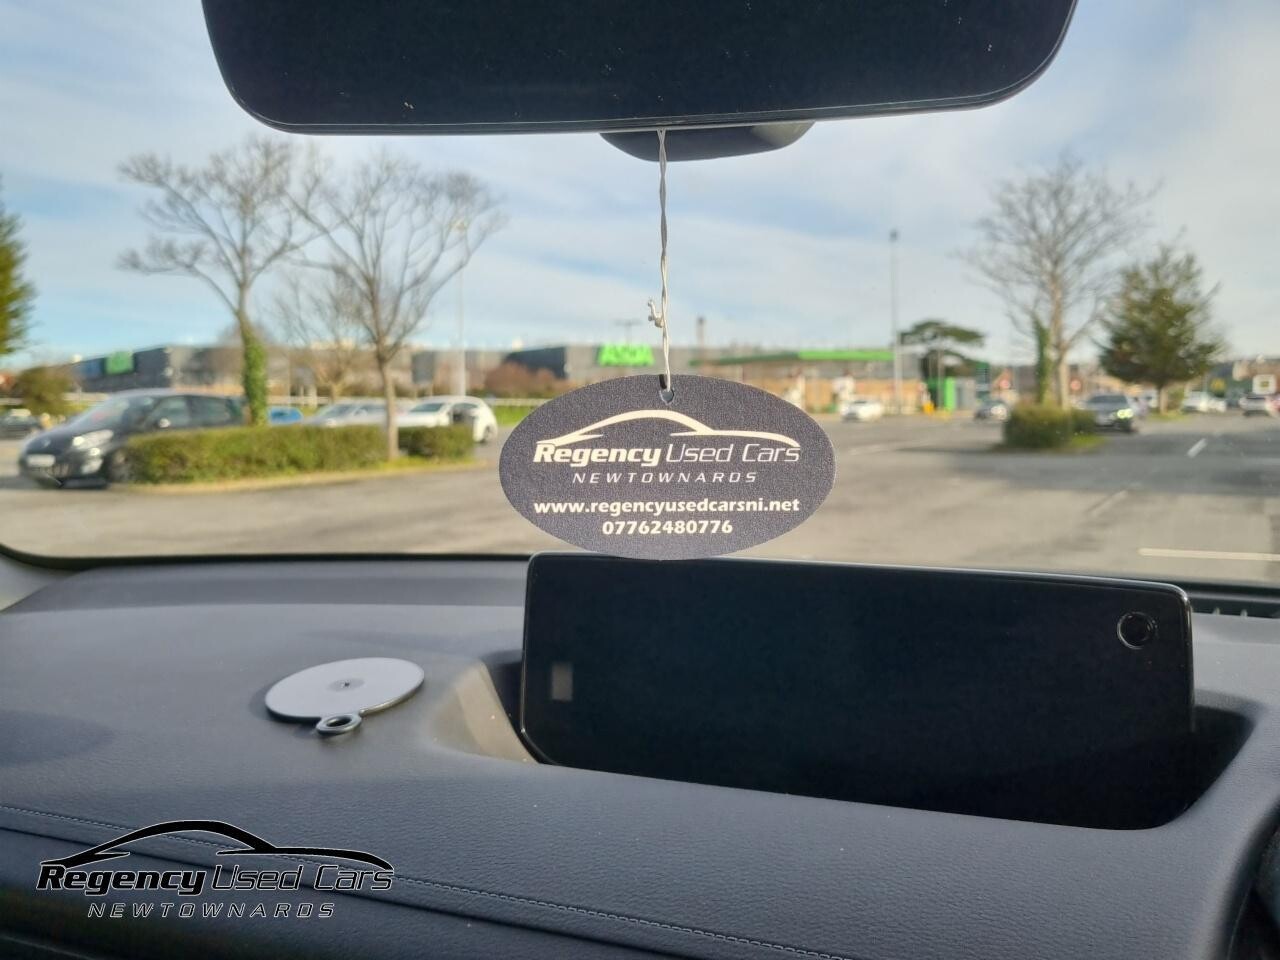 ASDA
Regency Used Cars
NEWTOWNARDS
www.regencyusedcarsni.net
07762480776
Regency Used Cars
NEWTOWNARDS